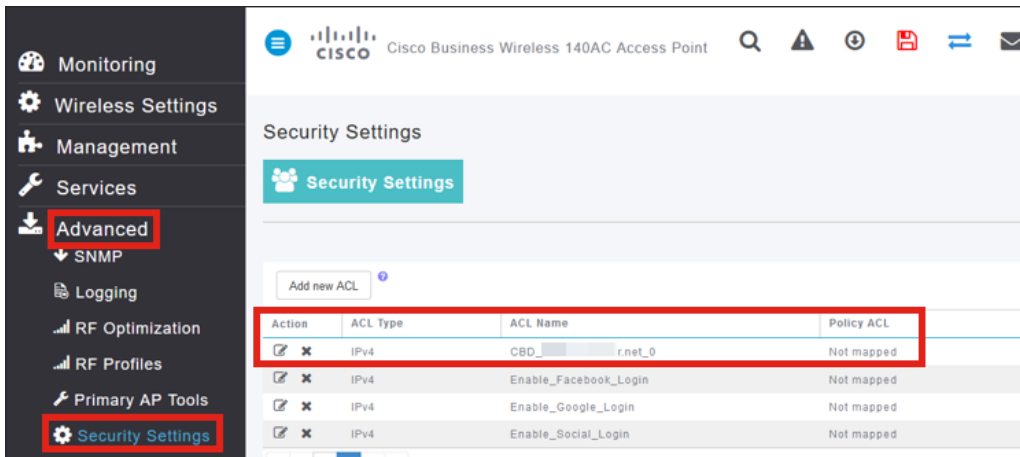 CISCO Cisco Business Wireless 140AC Access Point
Monitoring
Wireless Settings
Management
Services
Advanced
SNMP
Logging
RF Optimization
RF Profiles
Primary AP Tools
Security Settings
Security Settings
Security Settings
Add new ACL ?
Action ACL Type ACL Name Policy ACL
IPv4 CBD_ r.net_0 Not mapped
IPv4 Enable_Facebook_Login Not mapped
IPv4 Enable_Google_Login Not mapped
IPv4 Enable_Social_Login Not mapped